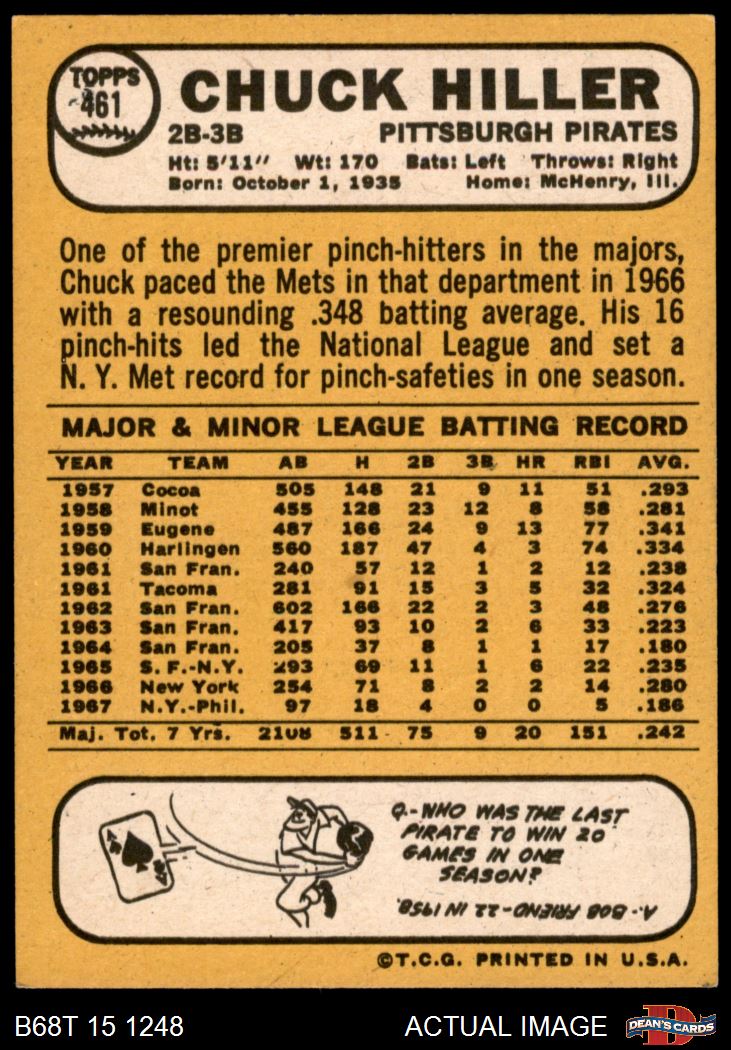 TOPPS
461
CHUCK HILLER
2B-3B PITTSBURGH PIRATES
Ht: 5'11" Wt: 170 Bats: Left Throws: Right
Born: October 1, 1935 Home: McHenry, Ill.
One of the premier pinch-hitters in the majors,
Chuck paced the Mets in that department in 1966
with a resounding .348 batting average. His 16
pinch-hits led the National League and set a
N. Y. Met record for pinch-safeties in one season.
MAJOR & MINOR LEAGUE BATTING RECORD
YEAR TEAM AB H 2B 3B HR RBI AVG.
1957 Cocoa 505 148 21 9 11 51 .293
1958 Minot 455 128 23 12 8 58 .281
1959 Eugene 487 166 24 9 13 77 .341
1960 Harlingen 560 187 47 4 3 74 .334
1961 San Fran. 240 57 12 1 2 12 .238
1961 Tacoma 281 91 15 3 5 32 .324
1962 San Fran. 602 166 22 2 3 48 .276
1963 San Fran. 417 93 10 2 6 33 .223
1964 San Fran. 205 37 8 1 1 17 .180
1965 S. F.-N.Y. 293 69 11 1 6 22 .235
1966 New York 254 71 8 2 2 14 .280
1967 N.Y.-Phil. 97 18 4 0 0 5 .186
Maj. Tot. 7 Yrs. 2108 511 75 9 20 151 .242
A
Q.-WHO WAS THE LAST
PIRATE TO WIN 20
GAMES IN ONE
SEASON?
A.-BOB FRIEND-22 IN 1958.
©T.C.G. PRINTED IN U.S.A.
B68T 15 1248 ACTUAL IMAGE DEAN'S CARDS